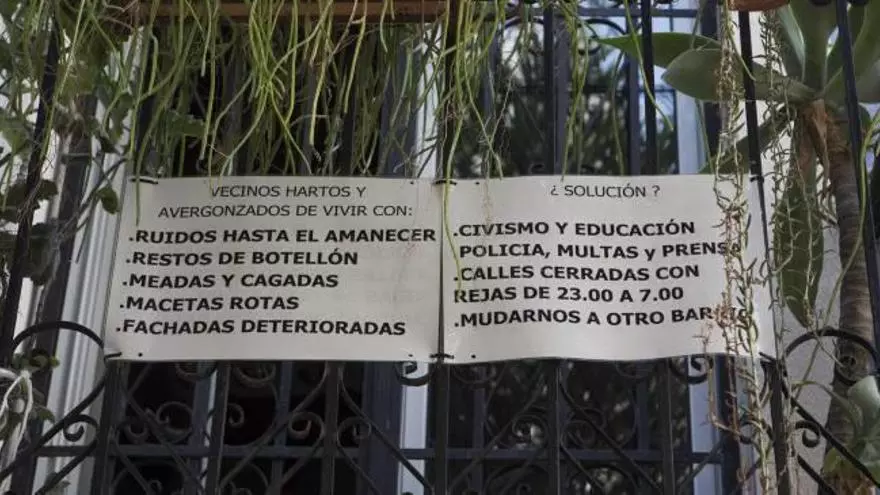 VECINOS HARTOS Y
AVERGONZADOS DE VIVIR CON:
.RUIDOS HASTA EL AMANECER
.RESTOS DE BOTELLÓN
.MEADAS Y CAGADAS
.MACETAS ROTAS
.FACHADAS DETERIORADAS
¿ SOLUCIÓN ?
.CIVISMO Y EDUCACIÓN
.POLICIA, MULTAS y PRENSA
.CALLES CERRADAS CON
REJAS DE 23.00 A 7.00
.MUDARNOS A OTRO BARRIO